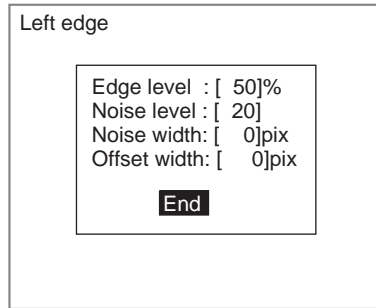 Left edge
Edge level : [ 50]%
Noise level : [ 20]
Noise width: [ 0]pix
Offset width: [ 0]pix
End